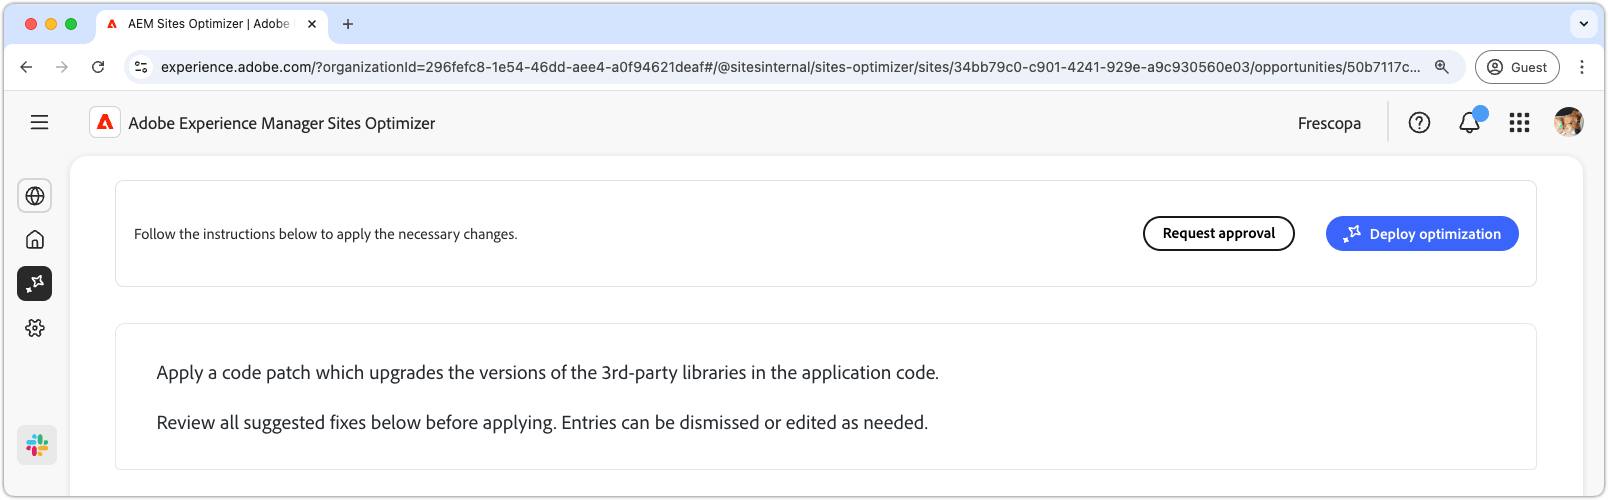 AEM Sites Optimizer | Adobe
experience.adobe.com/?organizationId=296fefc8-1e54-46dd-aee4-a0f94621deaf#/@sitesinternal/sites-optimizer/sites/34bb79c0-c901-4241-929e-a9c930560e03/opportunities/50b7117c...
Guest
Adobe Experience Manager Sites Optimizer
Frescopa
Follow the instructions below to apply the necessary changes.
Request approval
Deploy optimization
Apply a code patch which upgrades the versions of the 3rd-party libraries in the application code.
Review all suggested fixes below before applying. Entries can be dismissed or edited as needed.